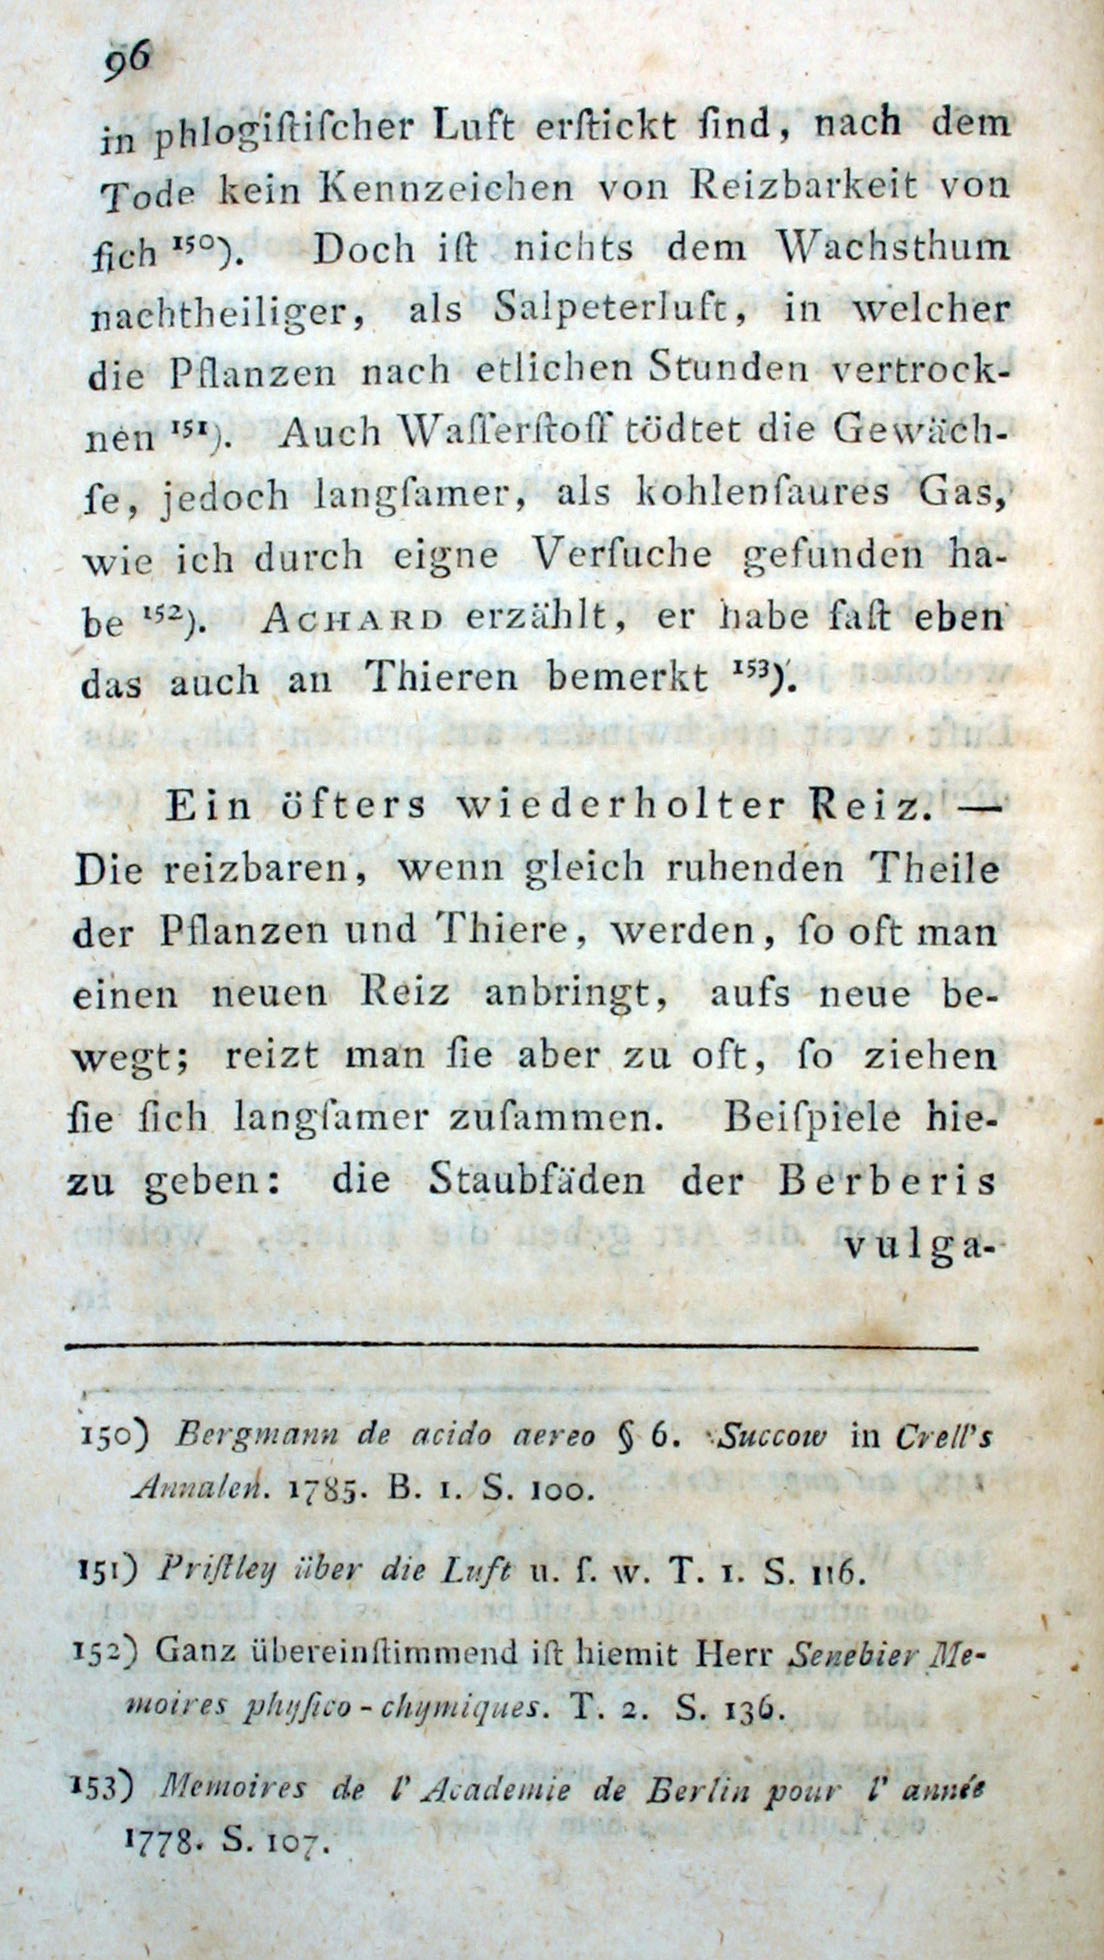 96
in phlogiſtiſcher Luft erſtickt ſind, nach dem
Tode kein Kennzeichen von Reizbarkeit von
ſich ¹⁵⁰). Doch iſt nichts dem Wachsthum
nachtheiliger, als Salpeterluft, in welcher
die Pflanzen nach etlichen Stunden vertrock-
nen ¹⁵¹). Auch Waſſerſtoff tödtet die Gewäch-
ſe, jedoch langſamer, als kohlenſaures Gas,
wie ich durch eigne Verſuche gefunden ha-
be ¹⁵²). ACHARD erzählt, er habe faſt eben
das auch an Thieren bemerkt ¹⁵³).
Ein öfters wiederholter Reiz. —
Die reizbaren, wenn gleich ruhenden Theile
der Pflanzen und Thiere, werden, ſo oft man
einen neuen Reiz anbringt, aufs neue be-
wegt; reizt man ſie aber zu oft, ſo ziehen
ſie ſich langſamer zuſammen. Beiſpiele hie-
zu geben: die Staubfäden der Berberis
vulga-
150) Bergmann de acido aereo § 6. Succow in Crell's
Annalen. 1785. B. 1. S. 100.
151) Priſtley über die Luft u. ſ. w. T. 1. S. 116.
152) Ganz übereinſtimmend iſt hiemit Herr Senebier Me-
moires phyſico-chymiques. T. 2. S. 136.
153) Memoires de l' Academie de Berlin pour l' année
1778. S. 107.